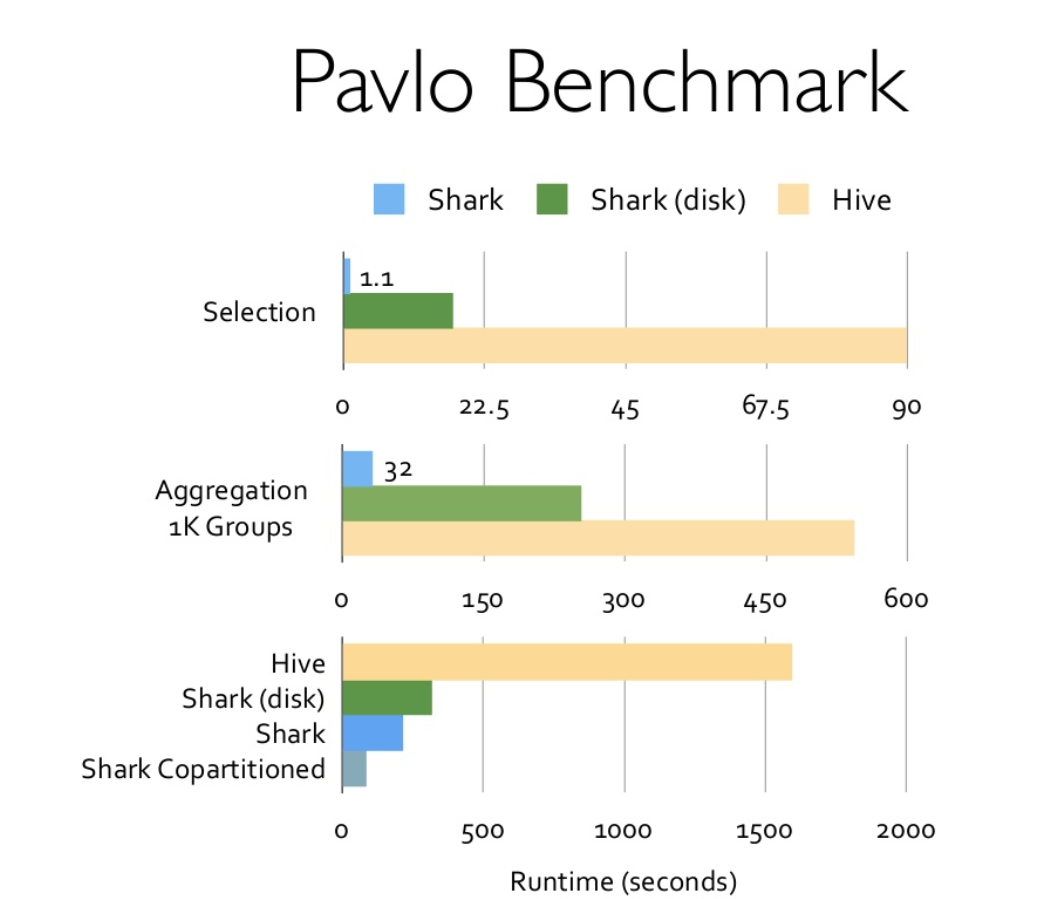 Pavlo Benchmark
Shark Shark (disk) Hive
1.1
Selection
0 22.5 45 67.5 90
32
Aggregation
1K Groups
0 150 300 450 600
Hive
Shark (disk)
Shark
Shark Copartitioned
0 500 1000 1500 2000
Runtime (seconds)